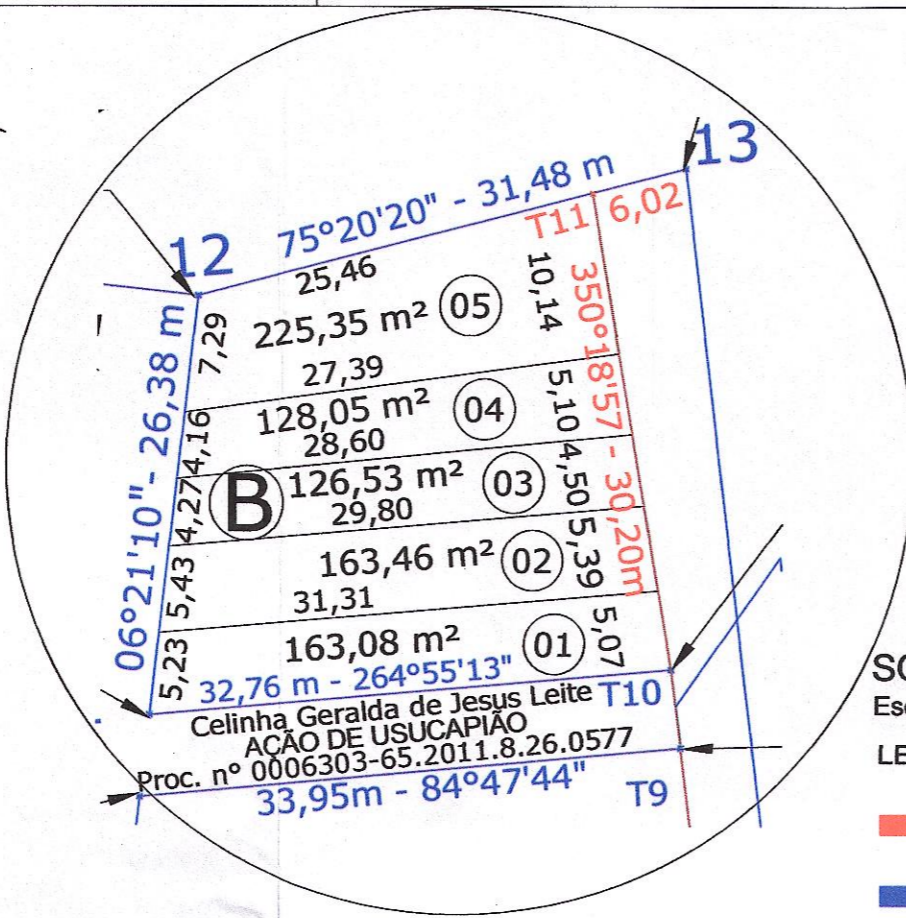 13
75°20'20" - 31,48 m
12
T11
6,02
25,46
10,14
7,29
225,35 m²
05
350°18'57 - 30,20m
06°21'10"- 26,38 m
27,39
5,10
4,16
128,05 m²
04
28,60
4,50
4,27
B
126,53 m²
03
29,80
5,39
5,43
163,46 m²
02
31,31
5,07
5,23
163,08 m²
01
32,76 m - 264°55'13"
T10
Celinha Geralda de Jesus Leite
AÇÃO DE USUCAPIÃO
Proc. nº 0006303-65.2011.8.26.0577
33,95m - 84°47'44"
T9
LE